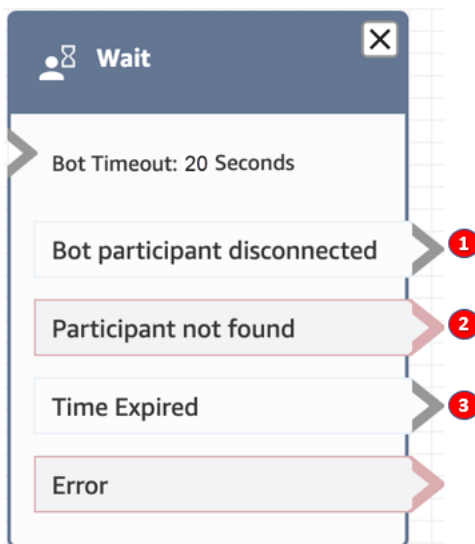 Wait
Bot Timeout: 20 Seconds
Bot participant disconnected
1
Participant not found
2
Time Expired
3
Error